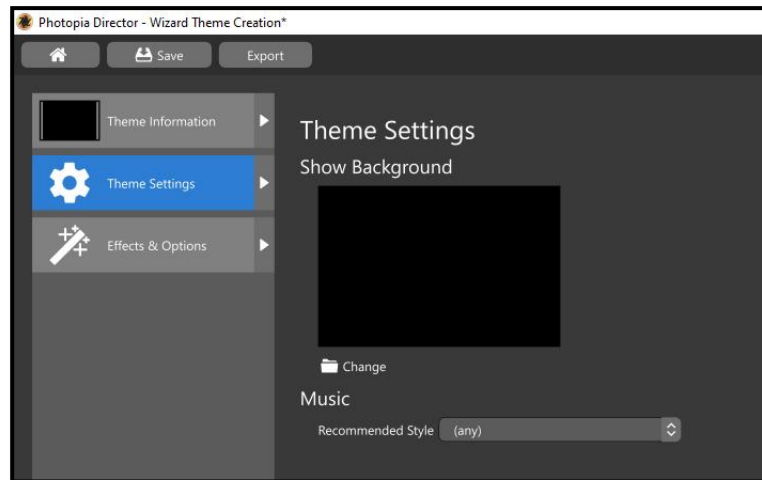 Photopia Director - Wizard Theme Creation*
Save
Export
Theme Information
Theme Settings
Effects & Options
Theme Settings
Show Background
Change
Music
Recommended Style (any)